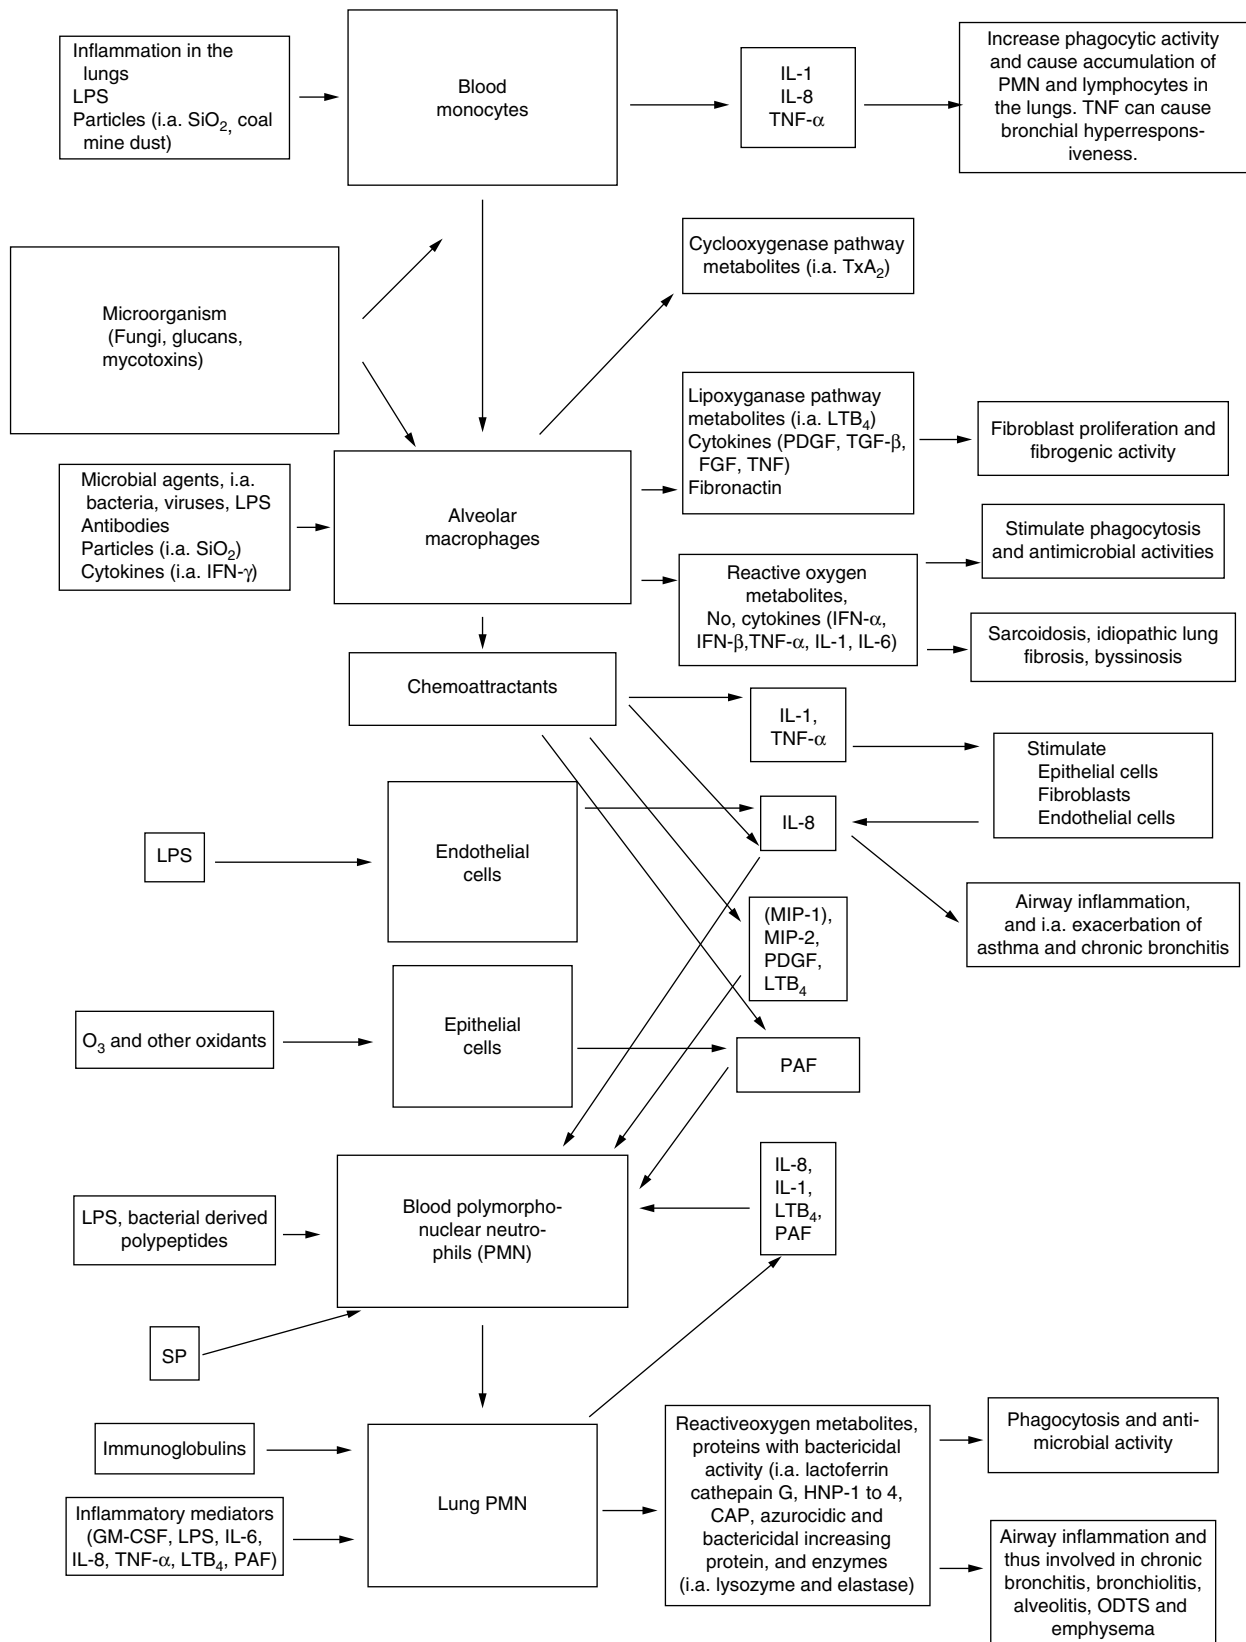 Inflammation in the
lungs
LPS
Particles (i.a. SiO₂, coal
mine dust)
Blood
monocytes
IL-1
IL-8
TNF-α
Increase phagocytic activity
and cause accumulation of
PMN and lymphocytes in
the lungs. TNF can cause
bronchial hyperrespons-
iveness.
Cyclooxygenase pathway
metabolites (i.a. TxA₂)
Microorganism
(Fungi, glucans,
mycotoxins)
Lipoxyganase pathway
metabolites (i.a. LTB₄)
Cytokines (PDGF, TGF-β,
FGF, TNF)
Fibronactin
Fibroblast proliferation and
fibrogenic activity
Microbial agents, i.a.
bacteria, viruses, LPS
Antibodies
Particles (i.a. SiO₂)
Cytokines (i.a. IFN-γ)
Alveolar
macrophages
Stimulate phagocytosis
and antimicrobial activities
Reactive oxygen
metabolites,
No, cytokines (IFN-α,
IFN-β,TNF-α, IL-1, IL-6)
Sarcoidosis, idiopathic lung
fibrosis, byssinosis
Chemoattractants
IL-1,
TNF-α
Stimulate
Epithelial cells
Fibroblasts
Endothelial cells
IL-8
LPS
Endothelial
cells
Airway inflammation,
and i.a. exacerbation of
asthma and chronic bronchitis
(MIP-1),
MIP-2,
PDGF,
LTB₄
O₃ and other oxidants
Epithelial
cells
PAF
IL-8,
IL-1,
LTB₄,
PAF
LPS, bacterial derived
polypeptides
Blood polymorpho-
nuclear neutro-
phils (PMN)
SP
Immunoglobulins
Inflammatory mediators
(GM-CSF, LPS, IL-6,
IL-8, TNF-α, LTB₄, PAF)
Lung PMN
Reactiveoxygen metabolites,
proteins with bactericidal
activity (i.a. lactoferrin
cathepain G, HNP-1 to 4,
CAP, azurocidic and
bactericidal increasing
protein, and enzymes
(i.a. lysozyme and elastase)
Phagocytosis and anti-
microbial activity
Airway inflammation and
thus involved in chronic
bronchitis, bronchiolitis,
alveolitis, ODTS and
emphysema